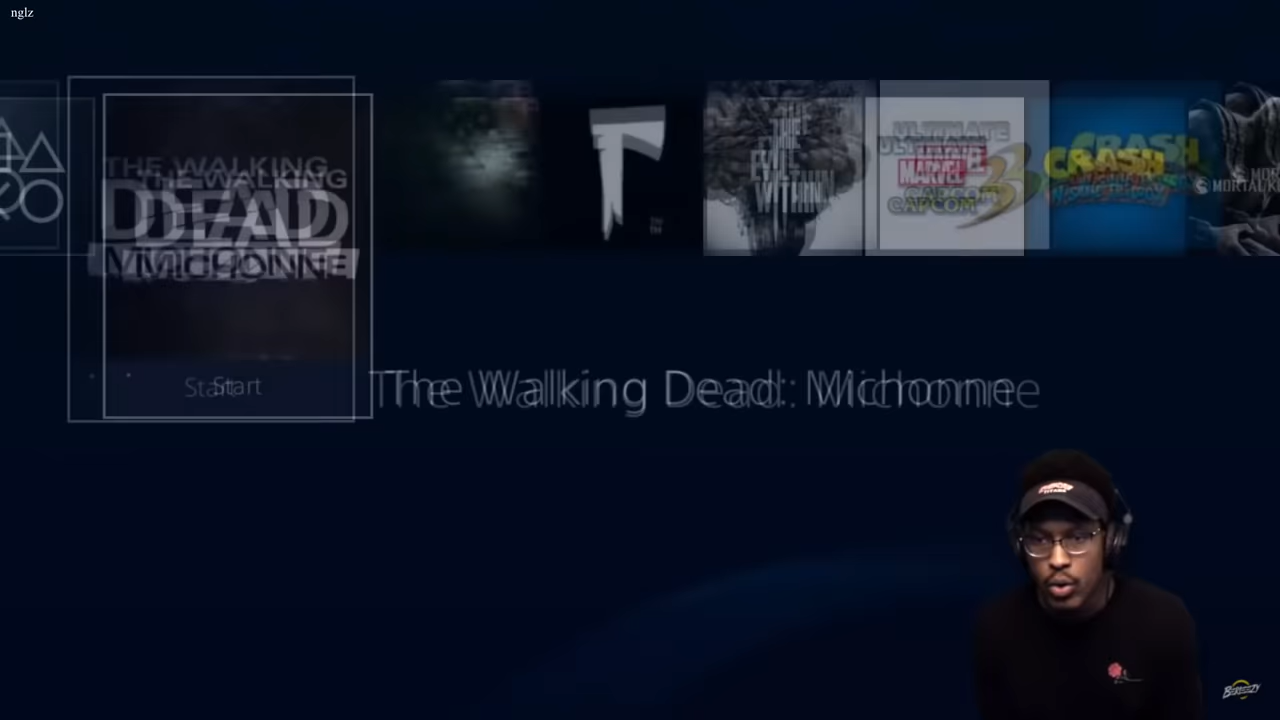 nglz
THE WALKING
DEAD
MICHONNE
THE
EVIL
WITHIN
ULTIMATE
MARVEL
CAPCOM 3
CRASH
MORTAL K
Start
The Walking Dead: Michonne